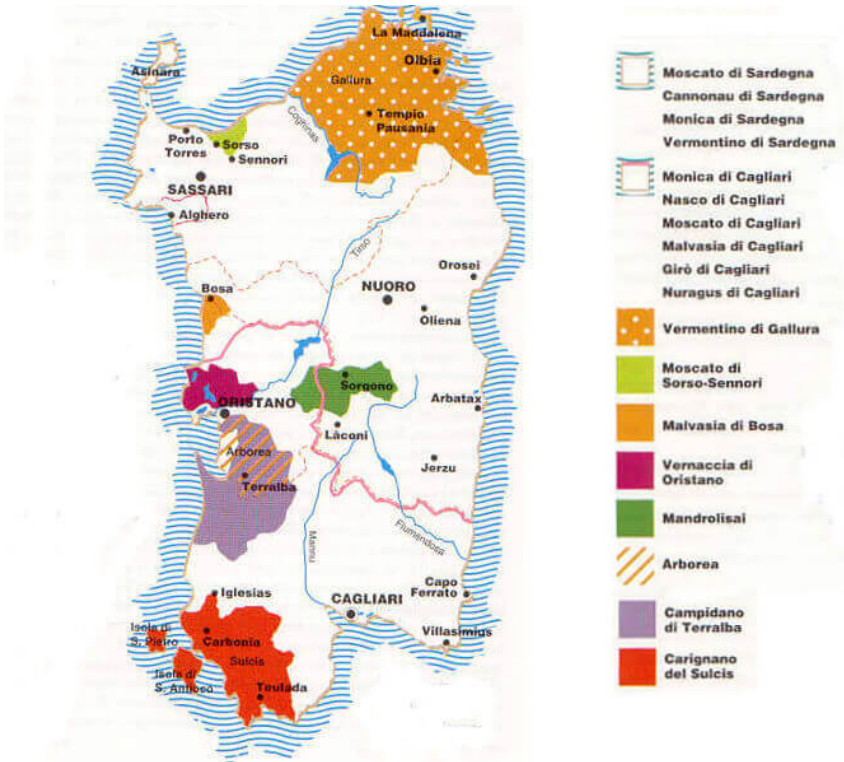 La Maddalena
Olbia
Asinara
Gallura
Tempio
Pausania
Coghinas
Porto
Torres
Sorso
Sennori
SASSARI
Alghero
Tirso
Orosei
Bosa
NUORO
Oliena
Sorgono
Arbatax
ORISTANO
Làconi
Arborea
Jerzu
Terralba
Flumendosa
Mannu
Iglesias
Capo
Ferrato
CAGLIARI
Isola di
S. Pietro
Carbonia
Villasimius
Sulcis
Isola di
S. Antioco
Teulada
Moscato di Sardegna
Cannonau di Sardegna
Monica di Sardegna
Vermentino di Sardegna
Monica di Cagliari
Nasco di Cagliari
Moscato di Cagliari
Malvasia di Cagliari
Girò di Cagliari
Nuragus di Cagliari
Vermentino di Gallura
Moscato di
Sorso-Sennori
Malvasia di Bosa
Vernaccia di
Oristano
Mandrolisai
Arborea
Campidano
di Terralba
Carignano
del Sulcis